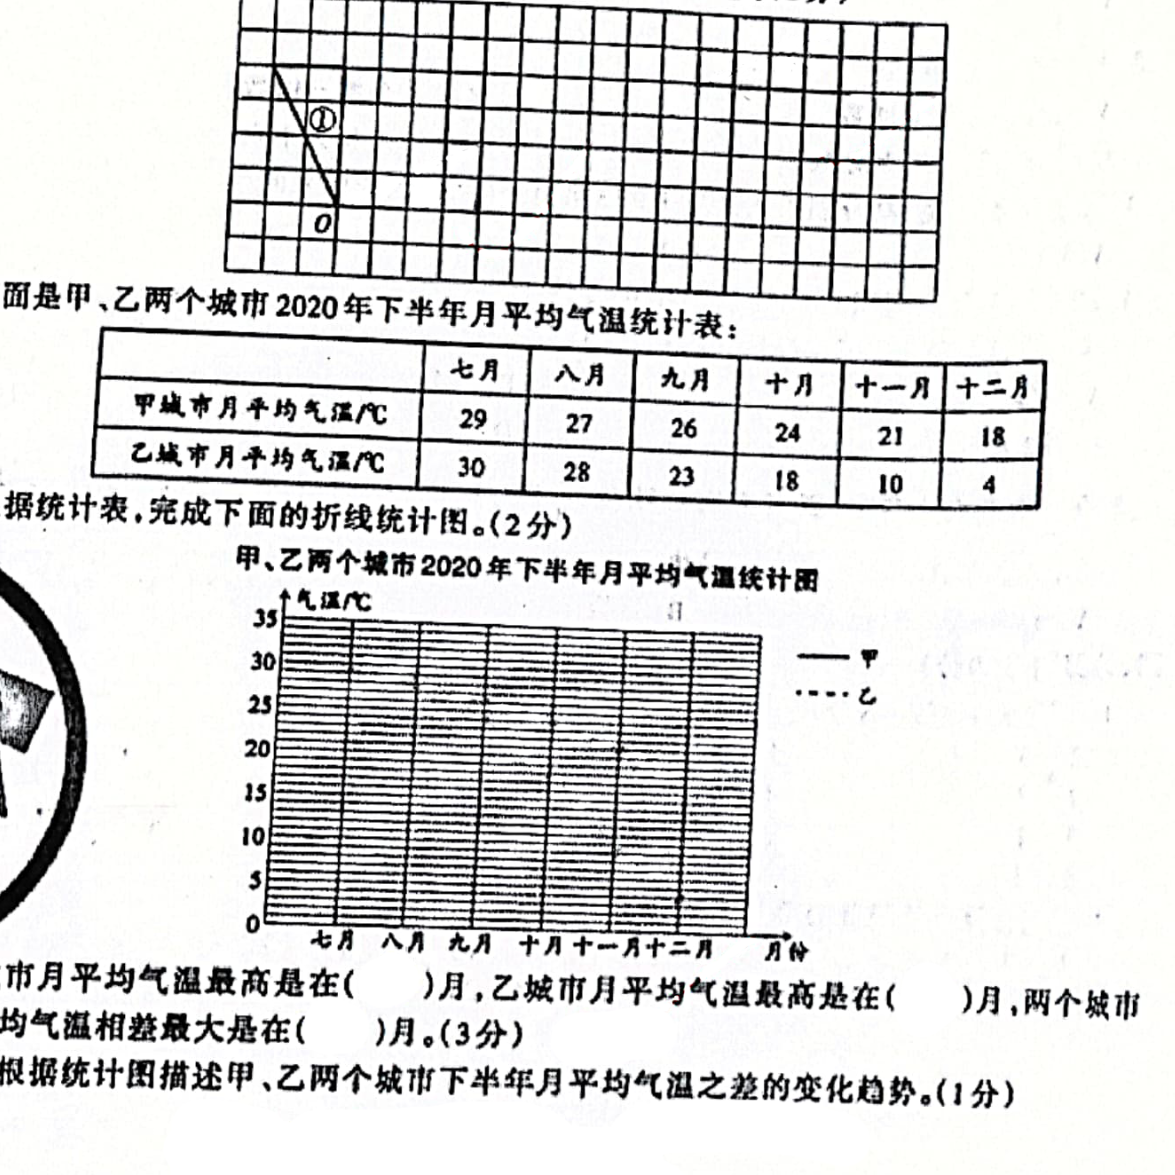 ①
O
面是甲、乙两个城市2020年下半年月平均气温统计表：
七月 八月 九月 十月 十一月 十二月
甲城市月平均气温/℃ 29 27 26 24 21 18
乙城市月平均气温/℃ 30 28 23 18 10 4
据统计表，完成下面的折线统计图。(2分)
甲、乙两个城市2020年下半年月平均气温统计图
气温/℃
35
30
25
20
15
10
5
0
甲
乙
七月 八月 九月 十月 十一月 十二月 月份
市月平均气温最高是在( )月，乙城市月平均气温最高是在( )月，两个城市
均气温相差最大是在( )月。(3分)
根据统计图描述甲、乙两个城市下半年月平均气温之差的变化趋势。(1分)